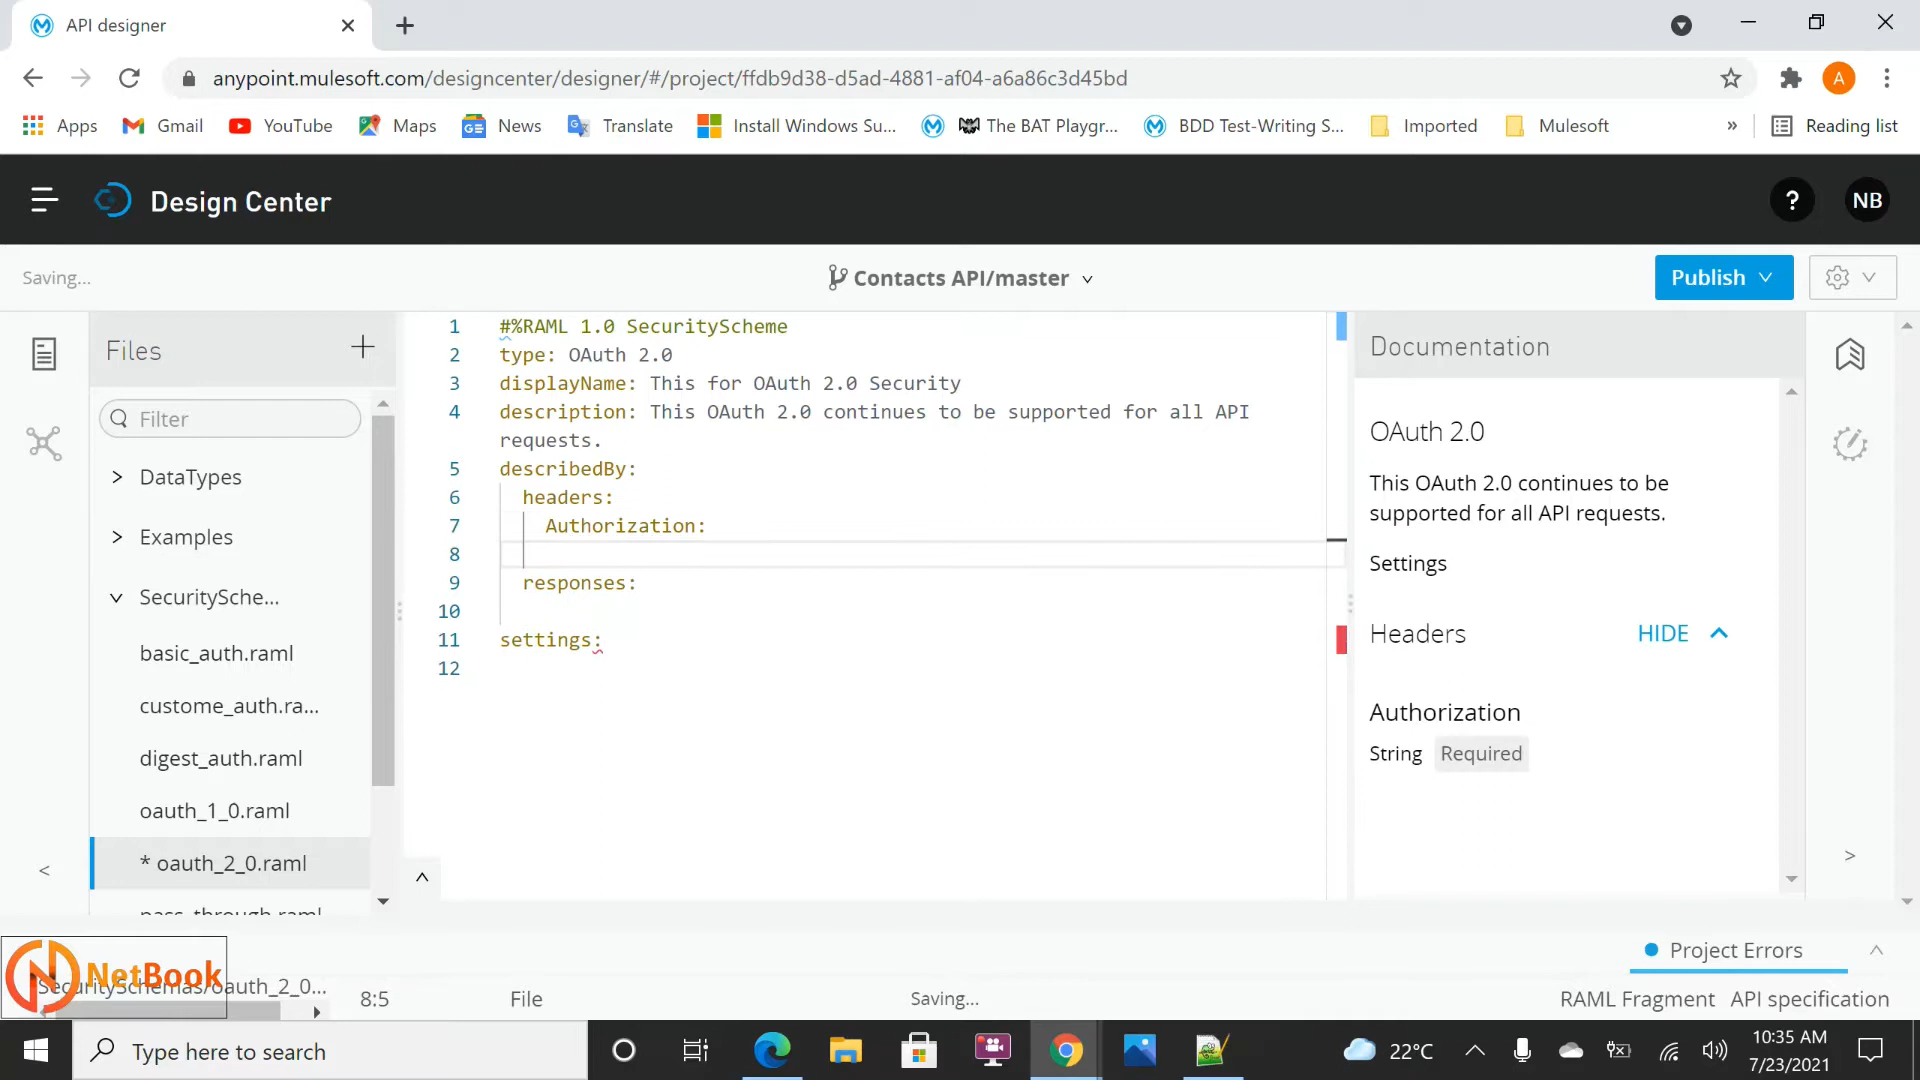 API designer
anypoint.mulesoft.com/designcenter/designer/#/project/ffdb9d38-d5ad-4881-af04-a6a86c3d45bd
A
Apps Gmail YouTube Maps News Translate Install Windows Su... The BAT Playgr... BDD Test-Writing S... Imported Mulesoft » Reading list
Design Center
? NB
Saving...
Contacts API/master
Publish
Files
Filter
DataTypes
Examples
SecuritySche...
basic_auth.raml
custome_auth.ra...
digest_auth.raml
oauth_1_0.raml
* oauth_2_0.raml
pass_through.raml
1 #%RAML 1.0 SecurityScheme
2 type: OAuth 2.0
3 displayName: This for OAuth 2.0 Security
4 description: This OAuth 2.0 continues to be supported for all API
requests.
5 describedBy:
6 headers:
7 Authorization:
8
9 responses:
10
11 settings:
12
Documentation
OAuth 2.0
This OAuth 2.0 continues to be
supported for all API requests.
Settings
Headers HIDE
Authorization
String Required
Project Errors
NetBook
SecuritySchemas/oauth_2_0...
8:5 File Saving... RAML Fragment API specification
Type here to search
22°C
10:35 AM
7/23/2021